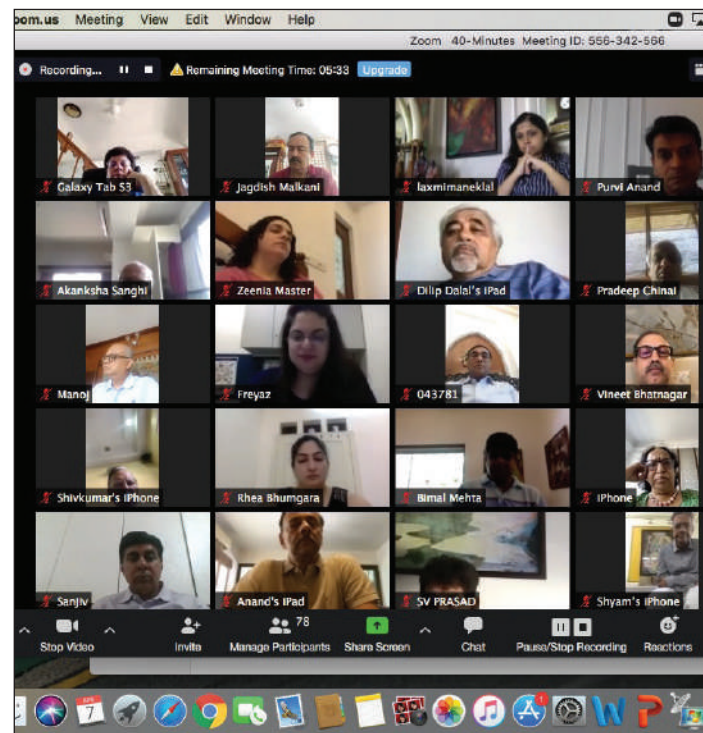 oom.us Meeting View Edit Window Help
Zoom 40-Minutes Meeting ID: 556-342-566
Recording... Remaining Meeting Time: 05:33 Upgrade
Galaxy Tab S3 Jagdish Malkani laxmimaneklal Purvi Anand
Akanksha Sanghi Zeenia Master Dilip Dalal's iPad Pradeep Chinai
Manoj Freyaz 043781 Vineet Bhatnagar
Shivkumar's iPhone Rhea Bhumgara Bimal Mehta iPhone
Sanjiv Anand's iPad SV PRASAD Shyam's iPhone
78
Stop Video Invite Manage Participants Share Screen Chat Pause/Stop Recording Reactions
APR
7
1